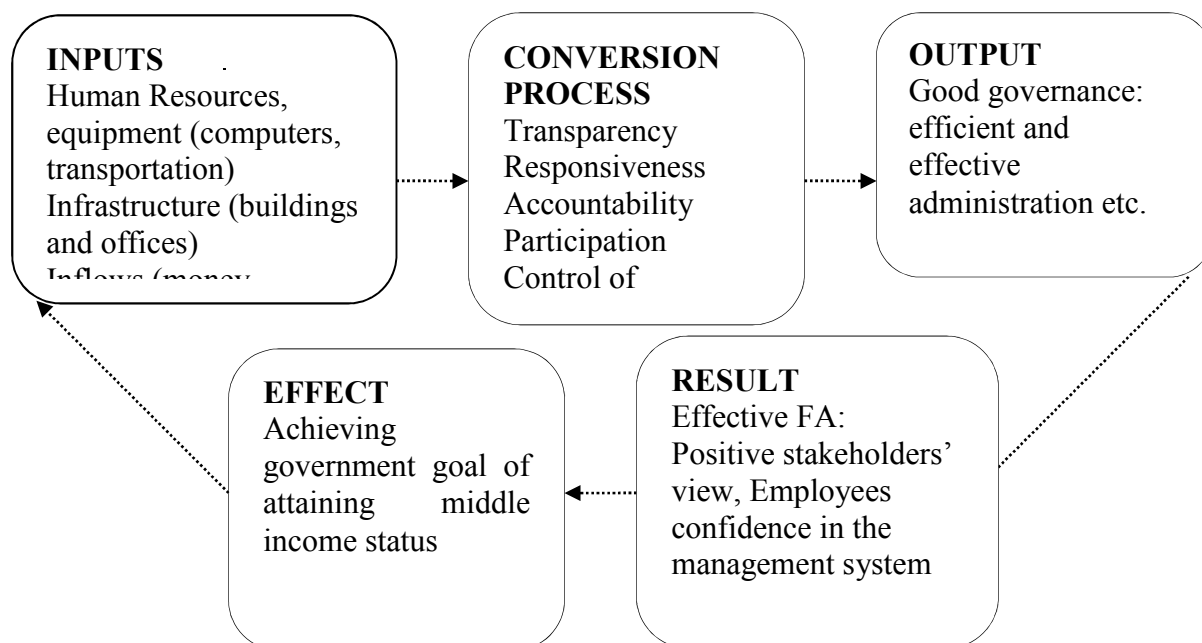 INPUTS
Human Resources,
equipment (computers,
transportation)
Infrastructure (buildings
and offices)
Inflows (money
CONVERSION
PROCESS
Transparency
Responsiveness
Accountability
Participation
Control of
OUTPUT
Good governance:
efficient and
effective
administration etc.
EFFECT
Achieving
government goal of
attaining middle
income status
RESULT
Effective FA:
Positive stakeholders’
view, Employees
confidence in the
management system